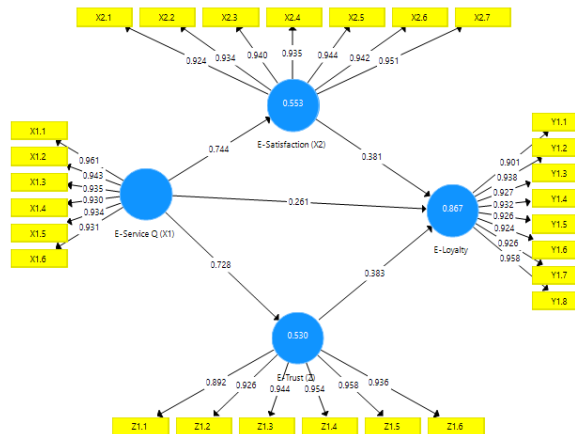 X2.1 X2.2 X2.3 X2.4 X2.5 X2.6 X2.7
0.924 0.934 0.940 0.935 0.944 0.942 0.951
0.553
E-Satisfaction (X2)
X1.1
X1.2
X1.3
X1.4
X1.5
X1.6
0.961
0.943
0.935
0.930
0.934
0.931
E-Service Q (X1)
0.744
0.381
0.261
0.728
0.383
0.867
E-Loyalty
0.901
0.938
0.927
0.932
0.926
0.924
0.926
0.958
Y1.1
Y1.2
Y1.3
Y1.4
Y1.5
Y1.6
Y1.7
Y1.8
0.530
E-Trust (Z)
0.892 0.926 0.944 0.954 0.958 0.936
Z1.1 Z1.2 Z1.3 Z1.4 Z1.5 Z1.6